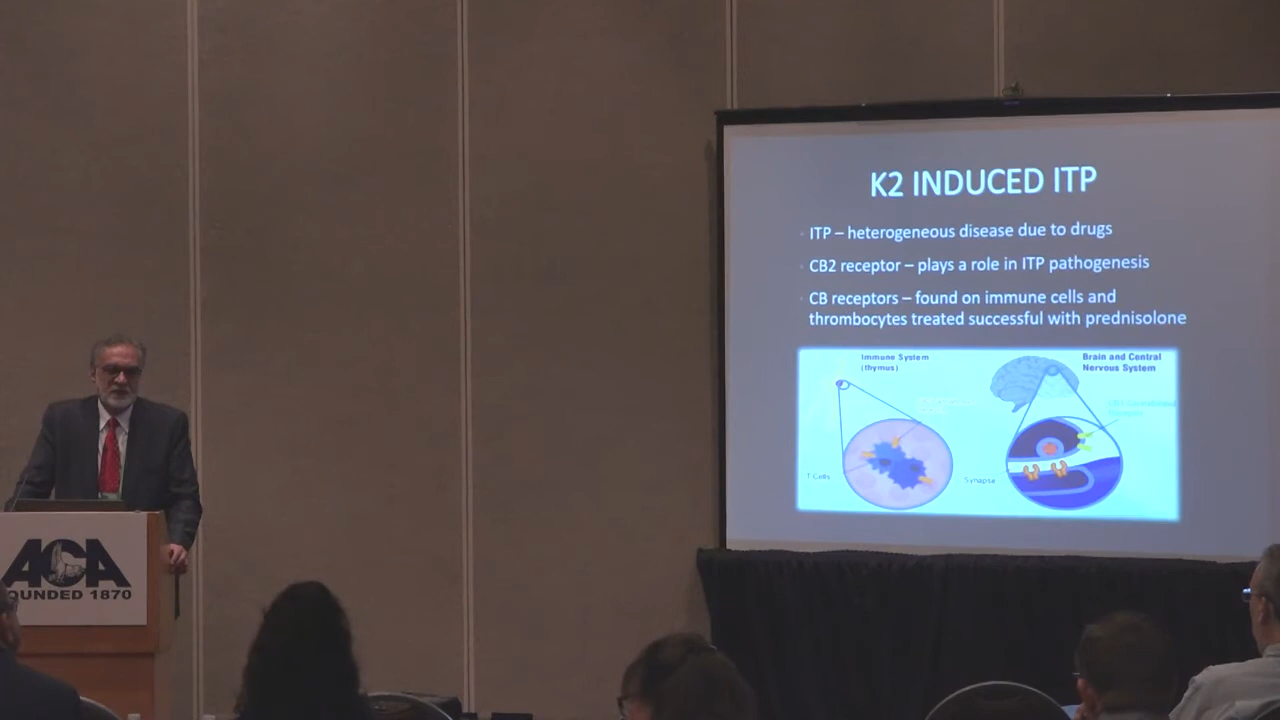 K2 INDUCED ITP
ITP – heterogeneous disease due to drugs
CB2 receptor – plays a role in ITP pathogenesis
CB receptors – found on immune cells and
thrombocytes treated successful with prednisolone
Immune System
(thymus)
Brain and Central
Nervous System
T-Cells
Synapse
ACA
OUNDED 1870